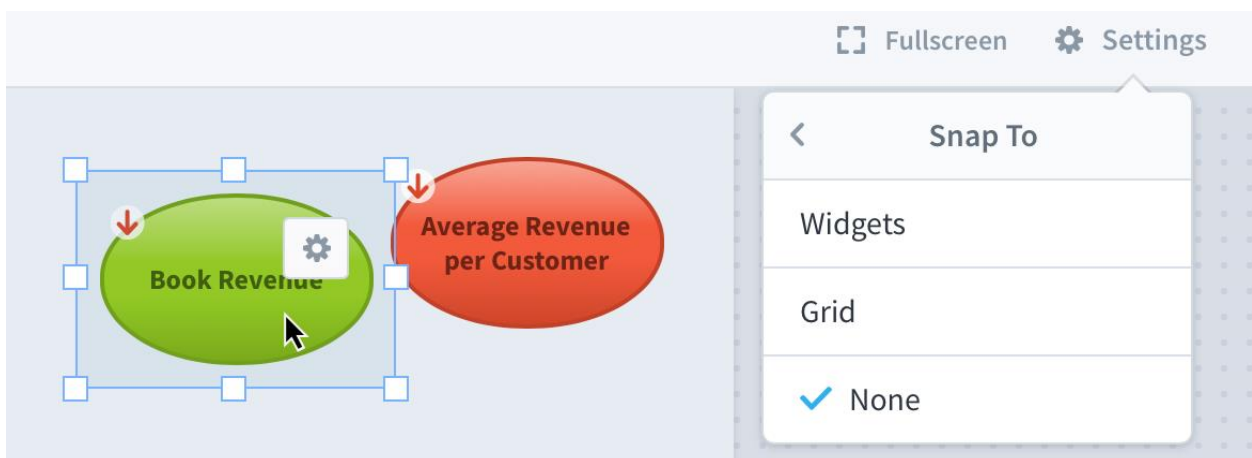 Fullscreen
Settings
Snap To
Average Revenue
per Customer
Book Revenue
Widgets
Grid
None